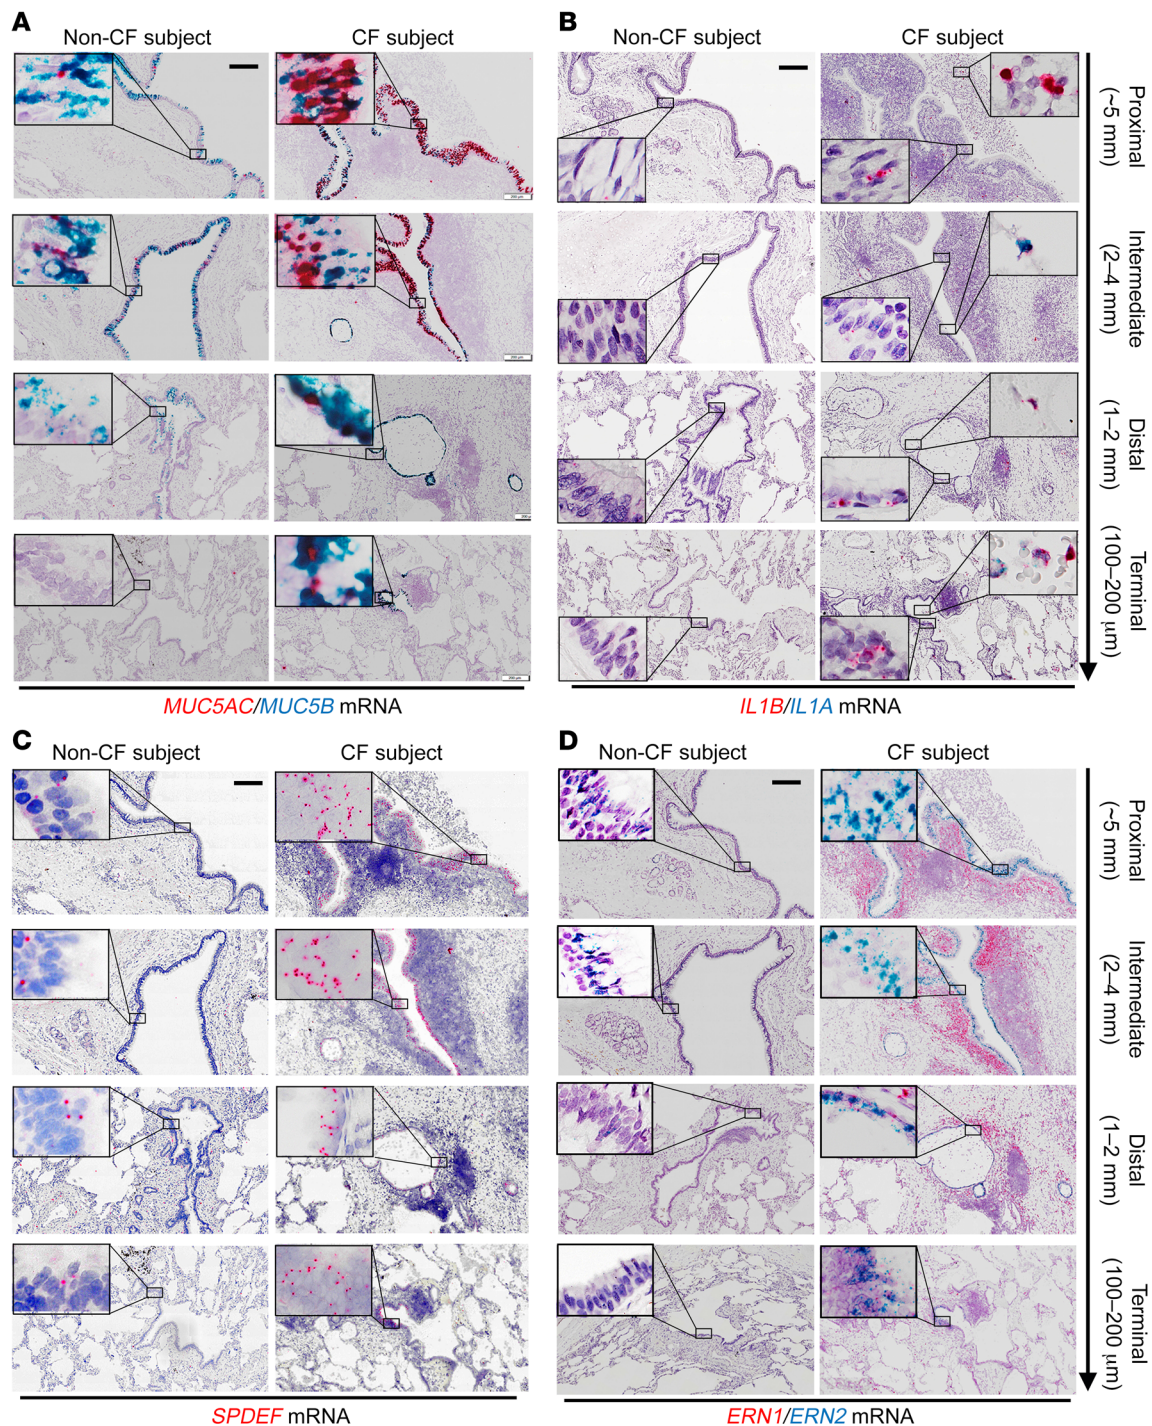 A
Non-CF subject CF subject
MUC5AC/MUC5B mRNA
B
Non-CF subject CF subject
Proximal
(~5 mm)
Intermediate
(2–4 mm)
Distal
(1–2 mm)
Terminal
(100–200 μm)
IL1B/IL1A mRNA
C
Non-CF subject CF subject
SPDEF mRNA
D
Non-CF subject CF subject
Proximal
(~5 mm)
Intermediate
(2–4 mm)
Distal
(1–2 mm)
Terminal
(100–200 μm)
ERN1/ERN2 mRNA